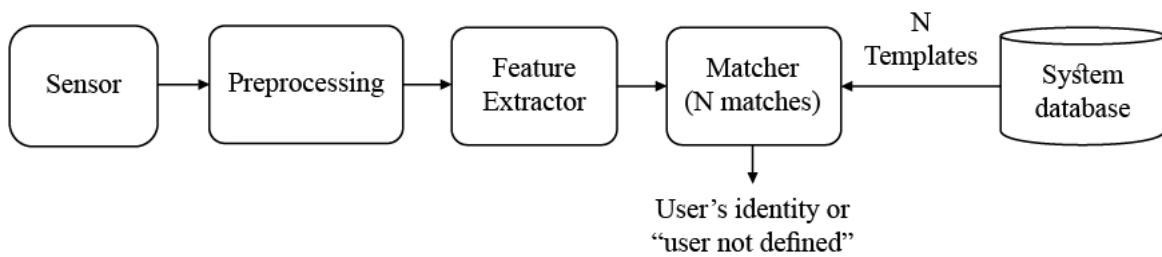 Sensor
Preprocessing
Feature
Extractor
Matcher
(N matches)
N
Templates
System
database
User’s identity or
“user not defined”